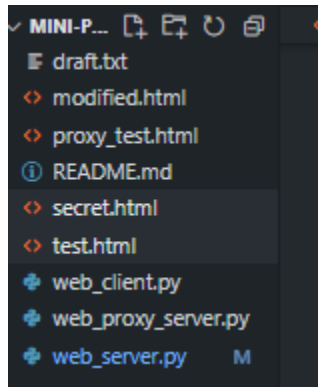 MINI-P...
draft.txt
modified.html
proxy_test.html
README.md
secret.html
test.html
web_client.py
web_proxy_server.py
web_server.py M